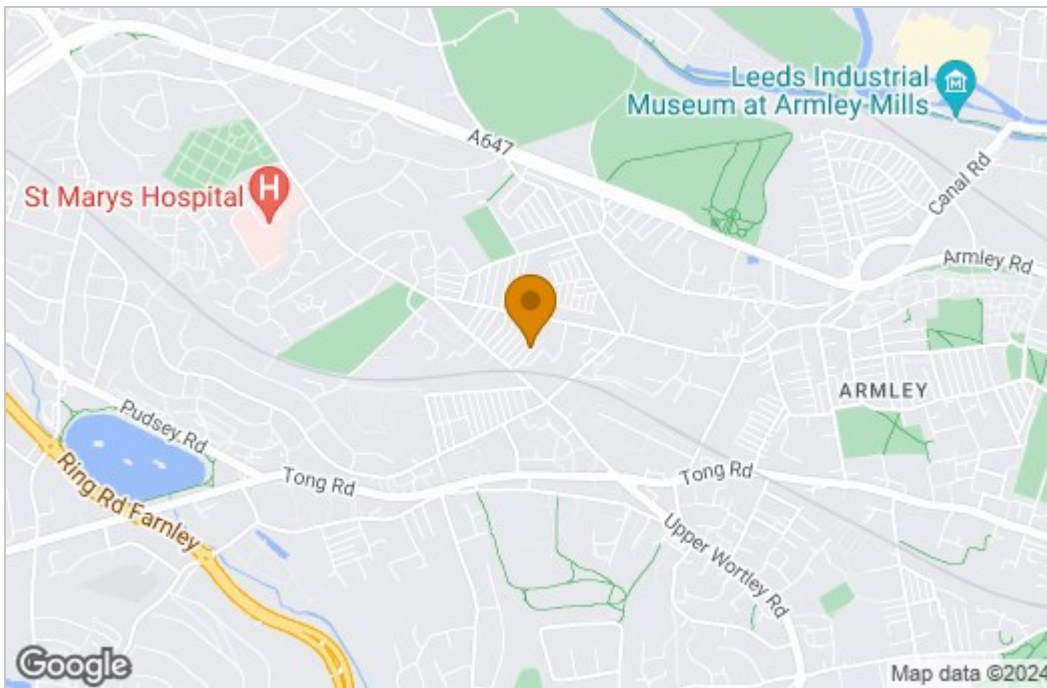 Leeds Industrial
Museum at Armley Mills
A647
St Marys Hospital
H
Canal Rd
Armley Rd
ARMLEY
Pudsey Rd
Ring Rd Farnley
Tong Rd
Tong Rd
Upper Wortley Rd
Google
Map data ©2024